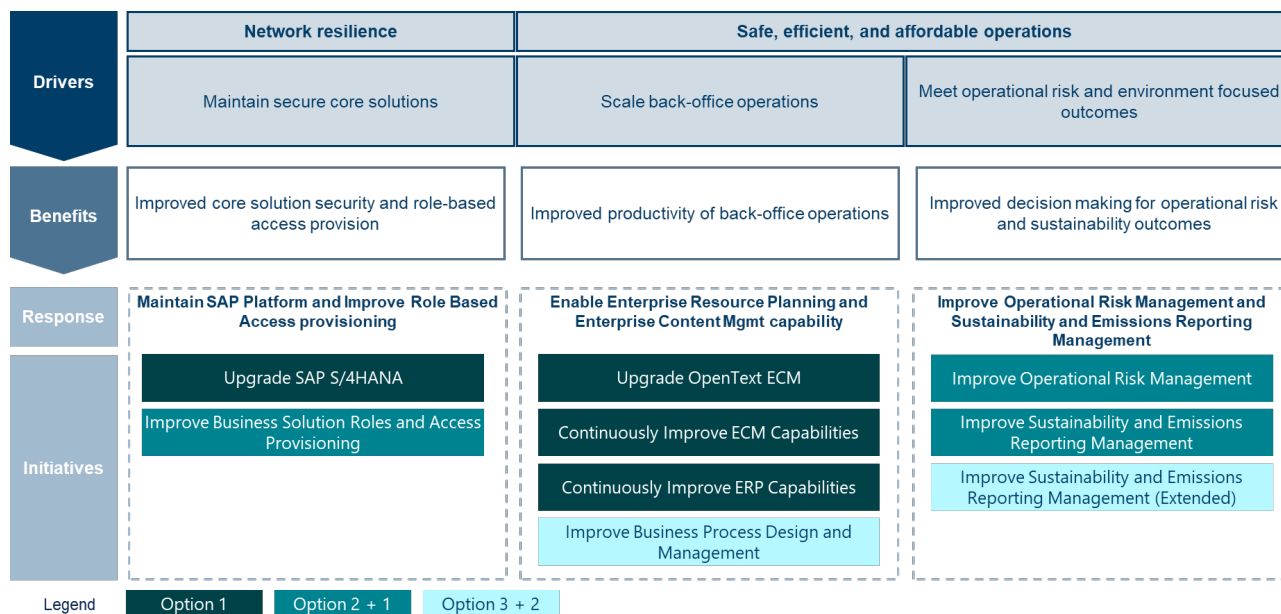 Drivers
Network resilience
Safe, efficient, and affordable operations
Maintain secure core solutions
Scale back-office operations
Meet operational risk and environment focused
outcomes
Benefits
Improved core solution security and role-based
access provision
Improved productivity of back-office operations
Improved decision making for operational risk
and sustainability outcomes
Response
Maintain SAP Platform and Improve Role Based
Access provisioning
Enable Enterprise Resource Planning and
Enterprise Content Mgmt capability
Improve Operational Risk Management and
Sustainability and Emissions Reporting
Management
Initiatives
Upgrade SAP S/4HANA
Improve Business Solution Roles and Access
Provisioning
Upgrade OpenText ECM
Continuously Improve ECM Capabilities
Continuously Improve ERP Capabilities
Improve Business Process Design and
Management
Improve Operational Risk Management
Improve Sustainability and Emissions
Reporting Management
Improve Sustainability and Emissions
Reporting Management (Extended)
Legend
Option 1
Option 2 + 1
Option 3 + 2